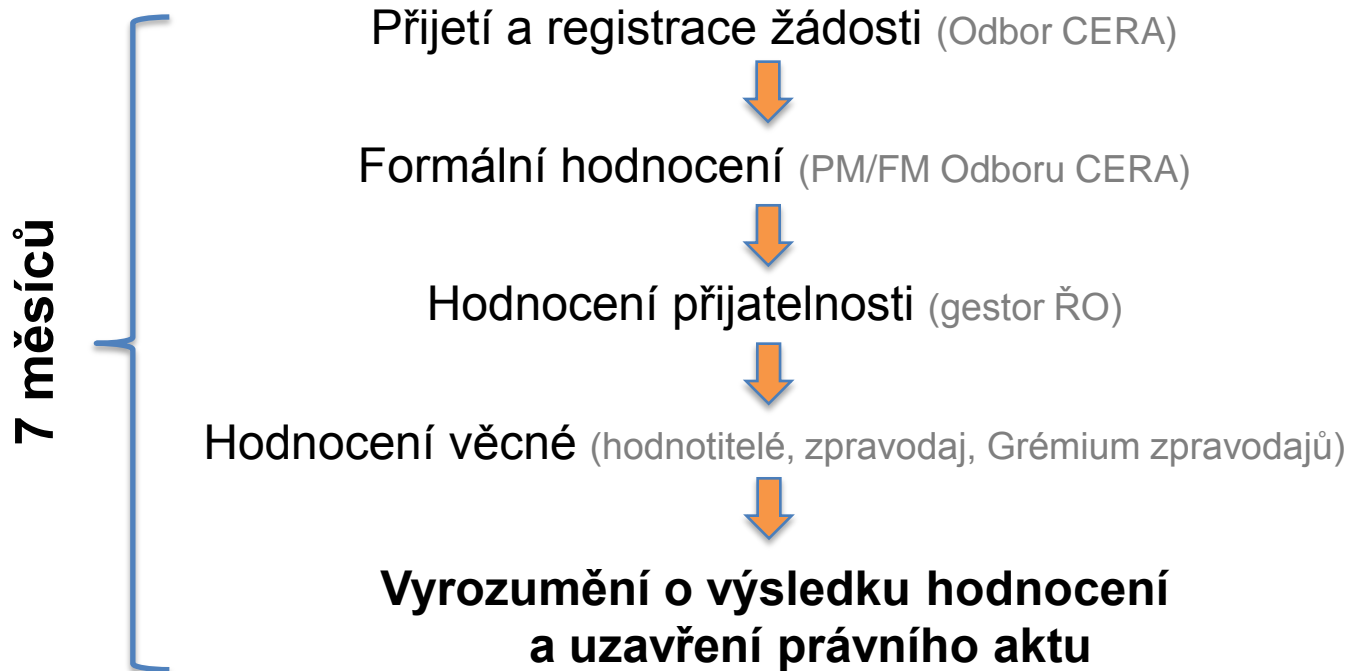 Přijetí a registrace žádosti (Odbor CERA)
Formální hodnocení (PM/FM Odboru CERA)
7 měsíců
Hodnocení přijatelnosti (gestor ŘO)
Hodnocení věcné (hodnotitelé, zpravodaj, Grémium zpravodajů)
Vyrozumění o výsledku hodnocení
a uzavření právního aktu